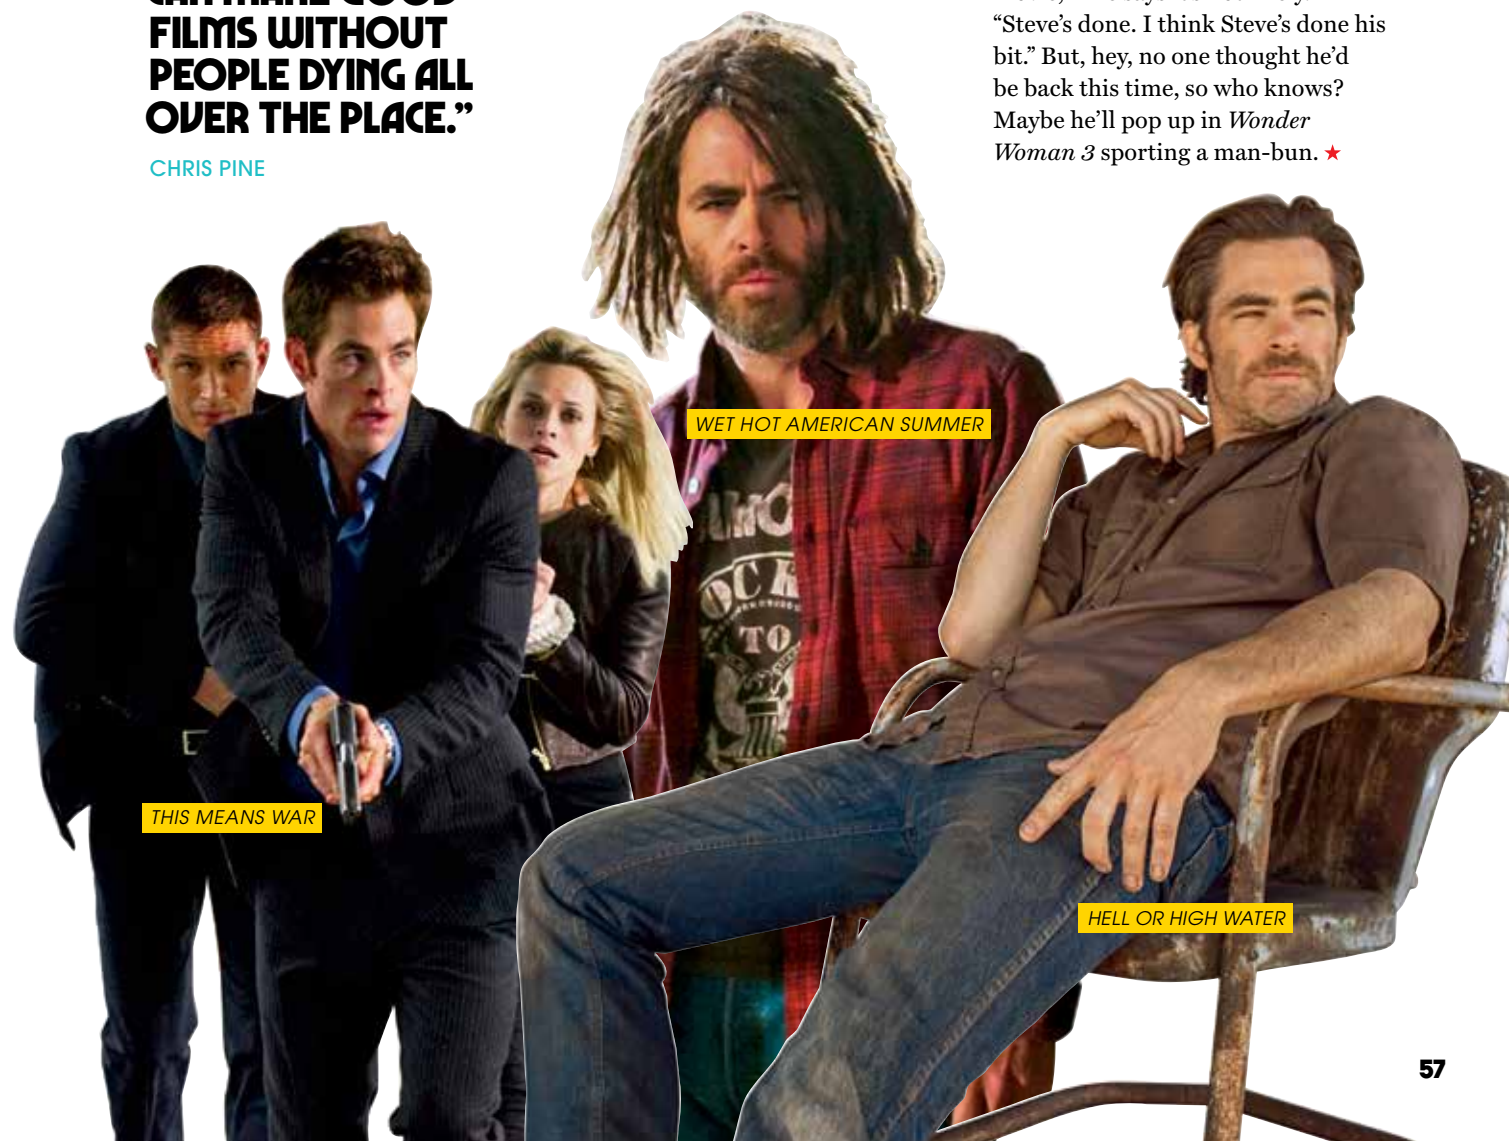 FILMS WITHOUT
PEOPLE DYING ALL
OVER THE PLACE.”
CHRIS PINE
“Steve’s done. I think Steve’s done his
bit.” But, hey, no one thought he’d
be back this time, so who knows?
Maybe he’ll pop up in Wonder
Woman 3 sporting a man-bun. ★
WET HOT AMERICAN SUMMER
OCK
TO
THIS MEANS WAR
HELL OR HIGH WATER
57